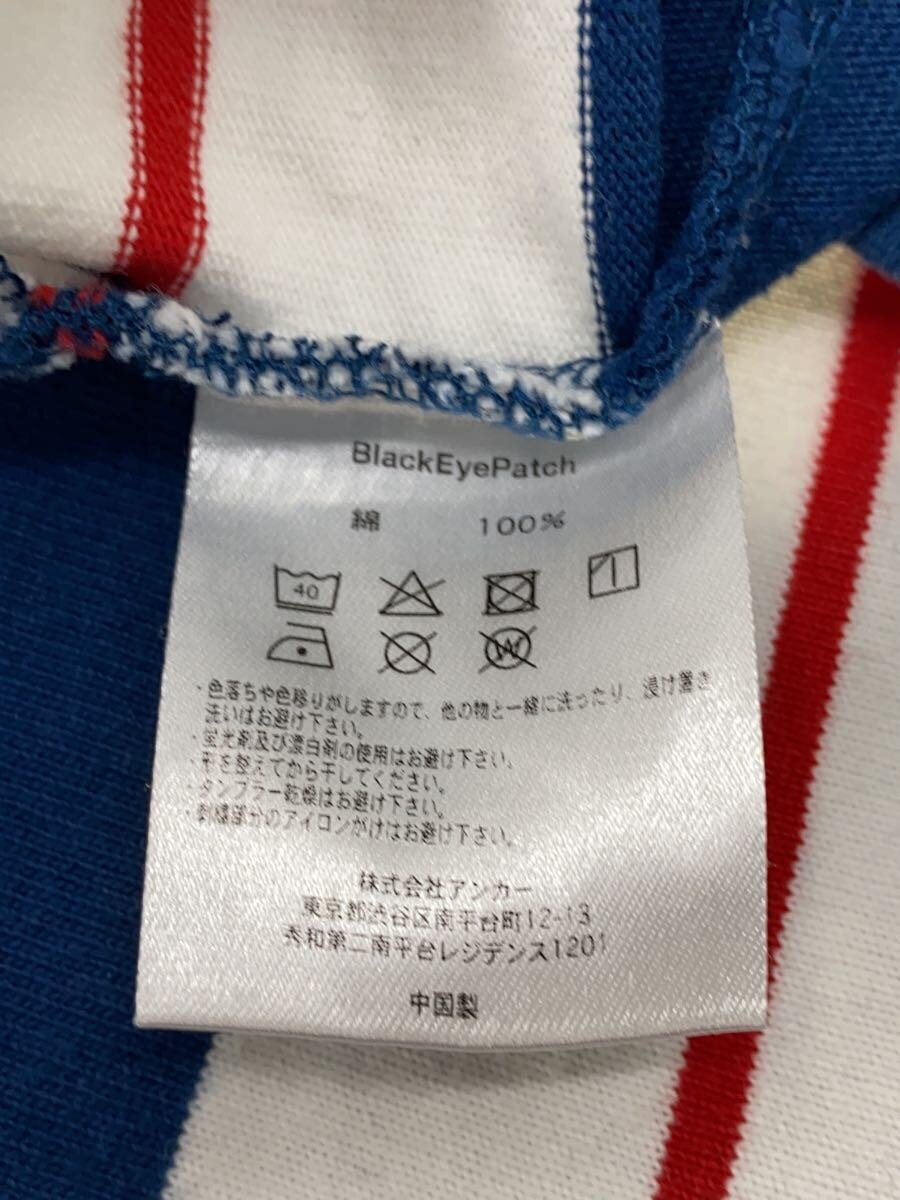 BlackEyePatch
綿 100%
40
W
・色落ちや色移りがしますので、他の物と一緒に洗ったり、浸け置き
洗いはお避け下さい。
・蛍光剤及び漂白剤の使用はお避け下さい。
・形を整えてから干してください。
・タンブラー乾燥はお避け下さい。
・刺繍部分のアイロンがけはお避け下さい。
株式会社アンカー
東京都渋谷区南平台町12-13
秀和第二南平台レジデンス1201
中国製